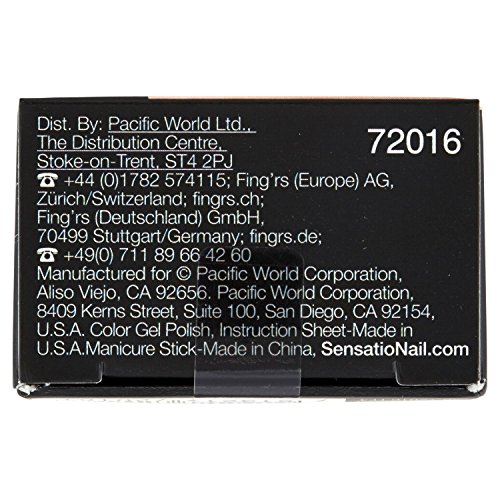 Dist. By: Pacific World Ltd.,
The Distribution Centre,
Stoke-on-Trent, ST4 2PJ
72016
☎ +44 (0)1782 574115; Fing'rs (Europe) AG,
Zürich/Switzerland; fingrs.ch;
Fing'rs (Deutschland) GmbH,
70499 Stuttgart/Germany; fingrs.de;
☎ +49(0) 711 89 66 42 60
Manufactured for © Pacific World Corporation,
Aliso Viejo, CA 92656. Pacific World Corporation,
8409 Kerns Street, Suite 100, San Diego, CA 92154,
U.S.A. Color Gel Polish, Instruction Sheet-Made in
U.S.A.Manicure Stick-Made in China, SensatioNail.com